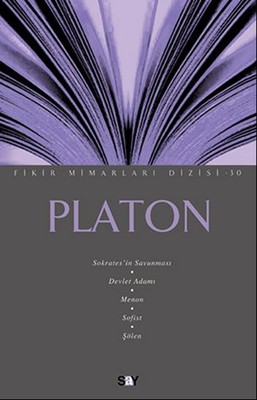 FİKİR MİMARLARI DİZİSİ-30
PLATON
Sokrates'in Savunması
•
Devlet Adamı
•
Menon
•
Sofist
•
Şölen
SAY